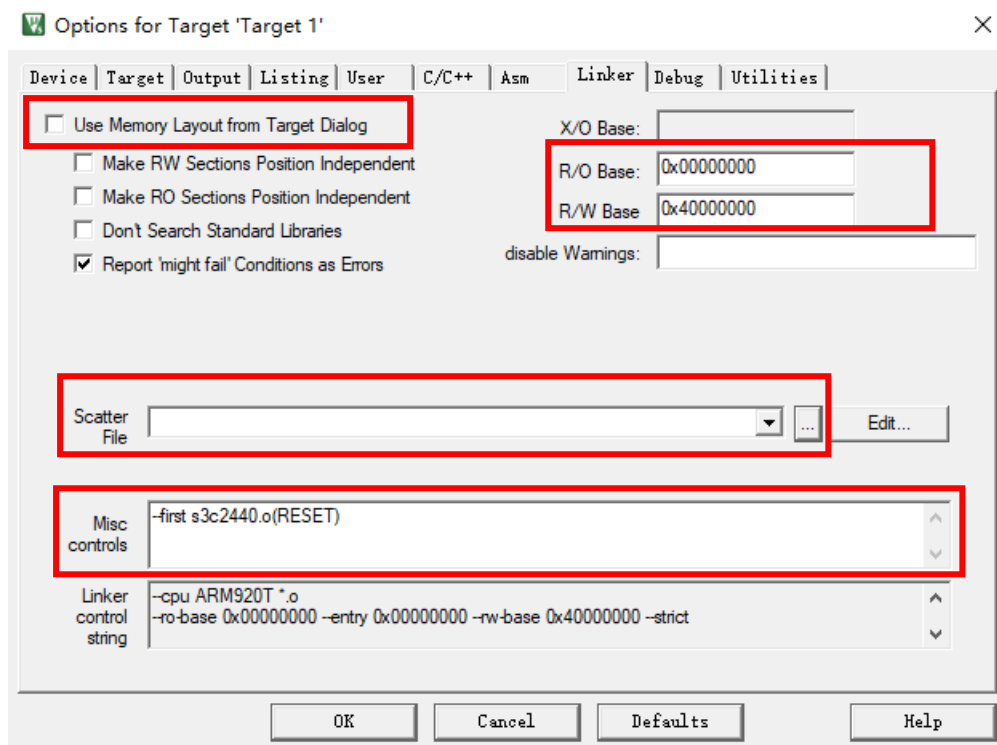 Options for Target 'Target 1'
Device Target Output Listing User C/C++ Asm Linker Debug Utilities
Use Memory Layout from Target Dialog
Make RW Sections Position Independent
Make RO Sections Position Independent
Don't Search Standard Libraries
Report 'might fail' Conditions as Errors
X/O Base:
R/O Base: 0x00000000
R/W Base 0x40000000
disable Warnings:
Scatter
File
... Edit...
Misc
controls
--first s3c2440.o(RESET)
Linker
control
string
--cpu ARM920T *.o
--ro-base 0x00000000 --entry 0x00000000 --rw-base 0x40000000 --strict
OK Cancel Defaults Help